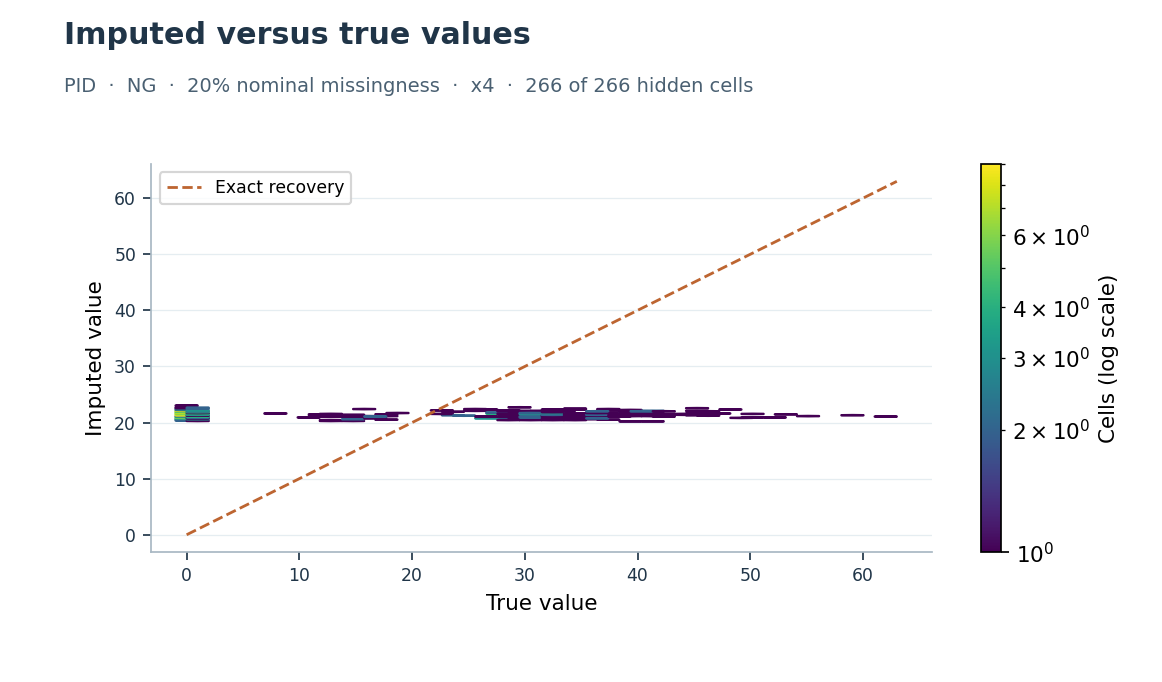 Imputed versus true values
PID · NG · 20% nominal missingness · x4 · 266 of 266 hidden cells
Exact recovery
60
50
40
30
20
10
0
Imputed value
0 10 20 30 40 50 60
True value
6 × 10⁰
4 × 10⁰
3 × 10⁰
2 × 10⁰
10⁰
Cells (log scale)